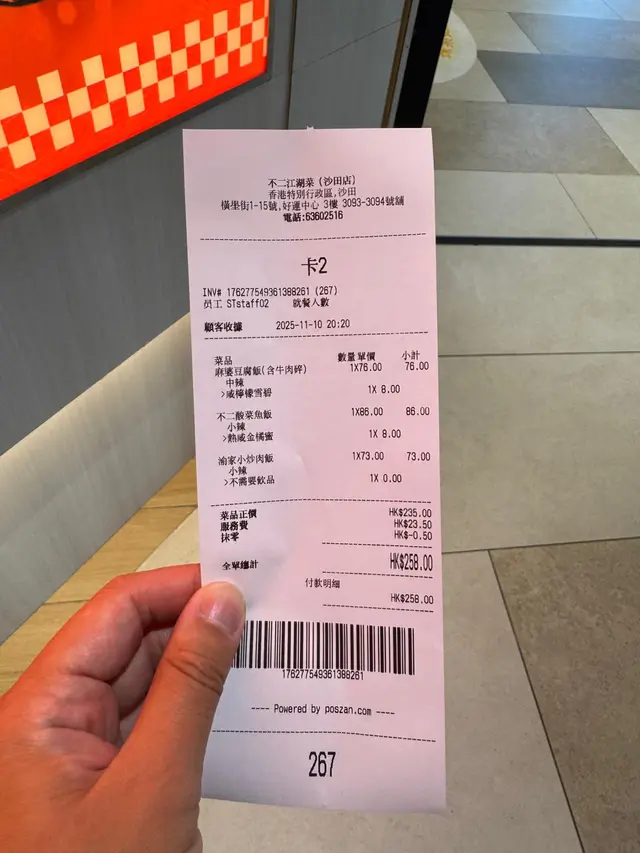 不二江湖菜 (沙田店)
香港特別行政區,沙田
橫壆街1-15號,好運中心 3樓 3093-3094號舖
電話:63602516
卡2
INV# 176277549361388261 (267)
員工 STstaff02 就餐人數
顧客收據 2025-11-10 20:20
菜品 數量單價 小計
麻婆豆腐飯(含牛肉碎) 1X76.00 76.00
中辣
>咸檸檬雪碧 1X 8.00
不二酸菜魚飯 1X86.00 86.00
小辣
>熱咸金橘蜜 1X 8.00
渝家小炒肉飯 1X73.00 73.00
小辣
>不需要飲品 1X 0.00
菜品正價 HK$235.00
服務費 HK$23.50
抹零 HK$-0.50
全單總計 HK$258.00
付款明細
HK$258.00
176277549361388261
---- Powered by poszan.com ----
267